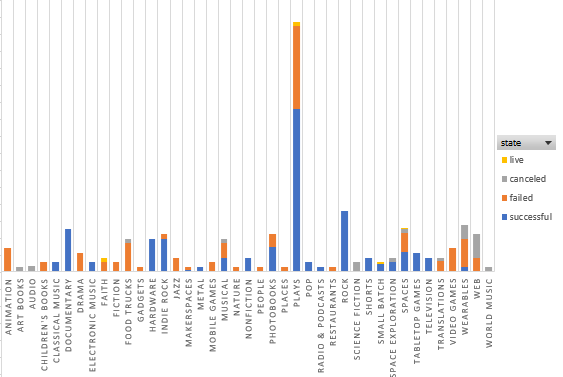 state
live
canceled
failed
successful
ANIMATION
ART BOOKS
AUDIO
CHILDREN'S BOOKS
CLASSICAL MUSIC
DOCUMENTARY
DRAMA
ELECTRONIC MUSIC
FAITH
FICTION
FOOD TRUCKS
GADGETS
HARDWARE
INDIE ROCK
JAZZ
MAKERSPACES
METAL
MOBILE GAMES
MUSICAL
NATURE
NONFICTION
PEOPLE
PHOTOBOOKS
PLACES
PLAYS
POP
RADIO & PODCASTS
RESTAURANTS
ROCK
SCIENCE FICTION
SHORTS
SMALL BATCH
SPACE EXPLORATION
SPACES
TABLETOP GAMES
TELEVISION
TRANSLATIONS
VIDEO GAMES
WEARABLES
WEB
WORLD MUSIC